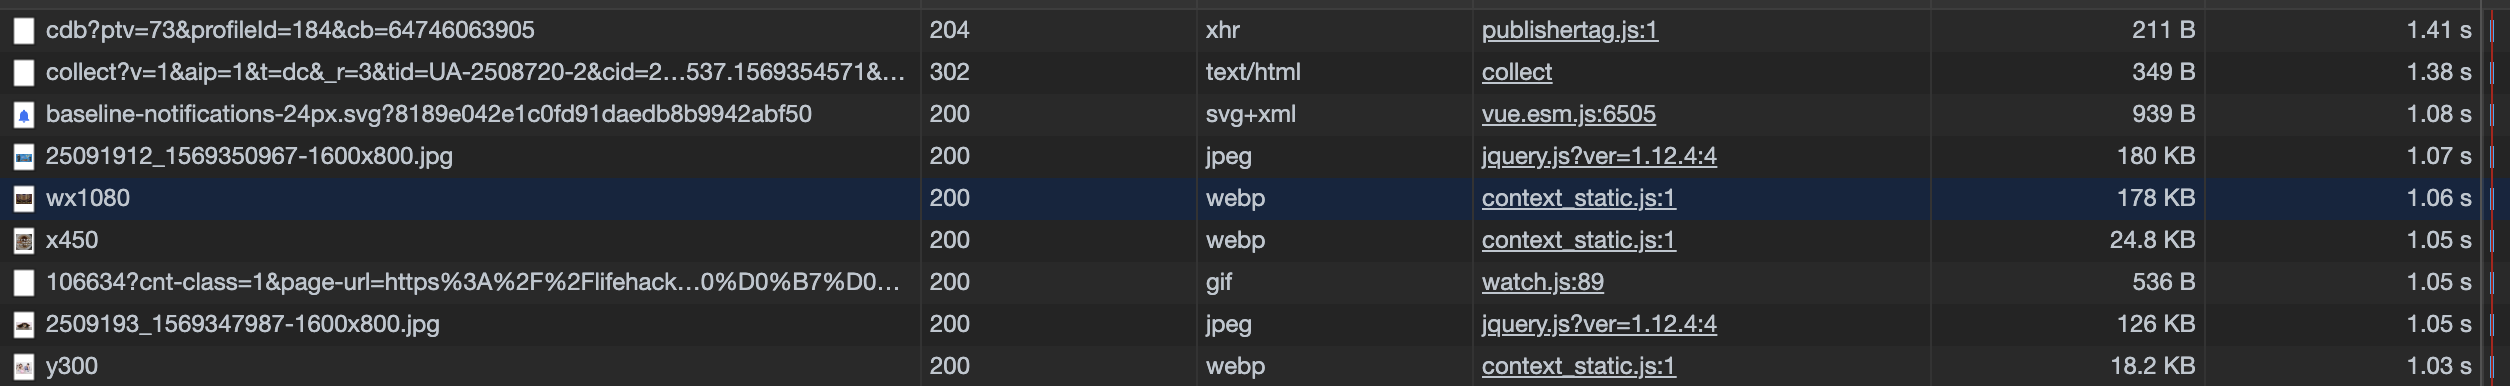 cdb?ptv=73&profileId=184&cb=64746063905 204 xhr publishertag.js:1 211 B 1.41 s
collect?v=1&aip=1&t=dc&_r=3&tid=UA-2508720-2&cid=2…537.1569354571&… 302 text/html collect 349 B 1.38 s
baseline-notifications-24px.svg?8189e042e1c0fd91daedb8b9942abf50 200 svg+xml vue.esm.js:6505 939 B 1.08 s
25091912_1569350967-1600x800.jpg 200 jpeg jquery.js?ver=1.12.4:4 180 KB 1.07 s
wx1080 200 webp context_static.js:1 178 KB 1.06 s
x450 200 webp context_static.js:1 24.8 KB 1.05 s
106634?cnt-class=1&page-url=https%3A%2F%2Flifehack…0%D0%B7%D0… 200 gif watch.js:89 536 B 1.05 s
2509193_1569347987-1600x800.jpg 200 jpeg jquery.js?ver=1.12.4:4 126 KB 1.05 s
y300 200 webp context_static.js:1 18.2 KB 1.03 s